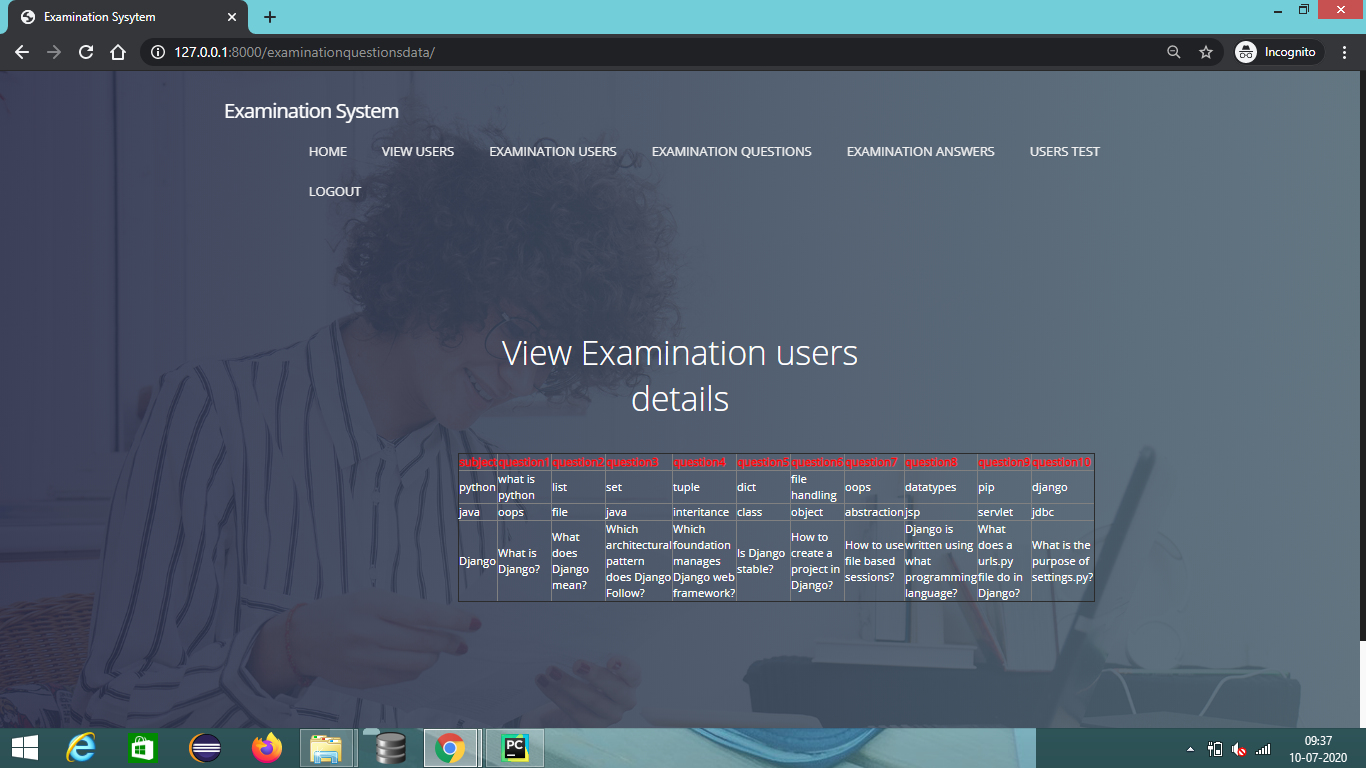 Examination Sysytem
127.0.0.1:8000/examinationquestionsdata/
Incognito
Examination System
HOME VIEW USERS EXAMINATION USERS EXAMINATION QUESTIONS EXAMINATION ANSWERS USERS TEST
LOGOUT
View Examination users
details
subject question1 question2 question3 question4 question5 question6 question7 question8 question9 question10
python what is python list set tuple dict file handling oops datatypes pip django
java oops file java interitance class object abstraction jsp servlet jdbc
Django What is Django? What does Django mean? Which architectural pattern does Django Follow? Which foundation manages Django web framework? Is Django stable? How to create a project in Django? How to use file based sessions? Django is written using what programming language? What does a urls.py file do in Django? What is the purpose of settings.py?
PC
09:37
10-07-2020